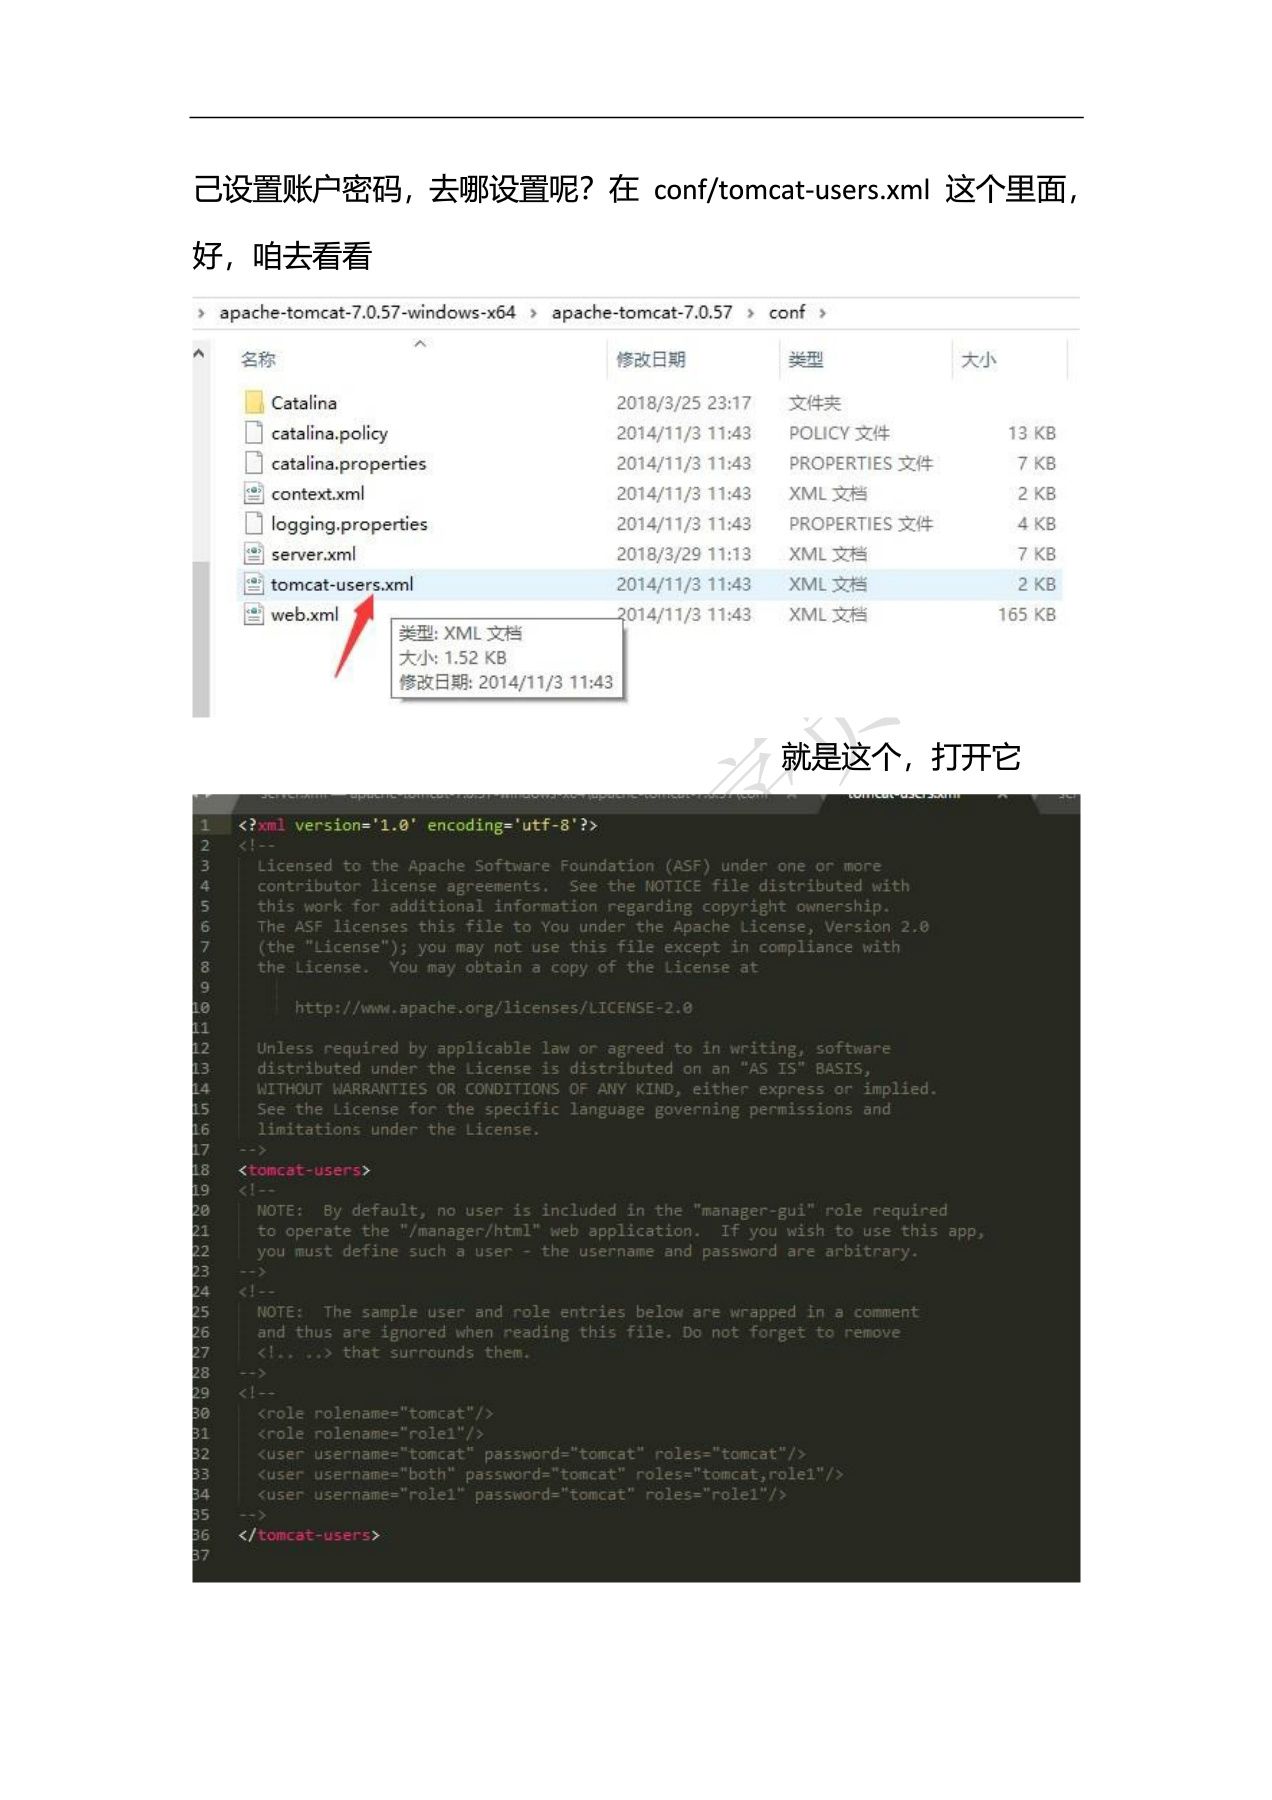 己设置账户密码，去哪设置呢？在 conf/tomcat-users.xml 这个里面，
好，咱去看看
› apache-tomcat-7.0.57-windows-x64 › apache-tomcat-7.0.57 › conf ›
名称 修改日期 类型 大小
Catalina 2018/3/25 23:17 文件夹
catalina.policy 2014/11/3 11:43 POLICY 文件 13 KB
catalina.properties 2014/11/3 11:43 PROPERTIES 文件 7 KB
context.xml 2014/11/3 11:43 XML 文档 2 KB
logging.properties 2014/11/3 11:43 PROPERTIES 文件 4 KB
server.xml 2018/3/29 11:13 XML 文档 7 KB
tomcat-users.xml 2014/11/3 11:43 XML 文档 2 KB
web.xml 2014/11/3 11:43 XML 文档 165 KB
类型: XML 文档
大小: 1.52 KB
修改日期: 2014/11/3 11:43
就是这个，打开它
1 <?xml version='1.0' encoding='utf-8'?>
2 <!--
3 Licensed to the Apache Software Foundation (ASF) under one or more
4 contributor license agreements.  See the NOTICE file distributed with
5 this work for additional information regarding copyright ownership.
6 The ASF licenses this file to You under the Apache License, Version 2.0
7 (the "License"); you may not use this file except in compliance with
8 the License.  You may obtain a copy of the License at
9
10 http://www.apache.org/licenses/LICENSE-2.0
11
12 Unless required by applicable law or agreed to in writing, software
13 distributed under the License is distributed on an "AS IS" BASIS,
14 WITHOUT WARRANTIES OR CONDITIONS OF ANY KIND, either express or implied.
15 See the License for the specific language governing permissions and
16 limitations under the License.
17 -->
18 <tomcat-users>
19 <!--
20 NOTE:  By default, no user is included in the "manager-gui" role required
21 to operate the "/manager/html" web application.  If you wish to use this app,
22 you must define such a user - the username and password are arbitrary.
23 -->
24 <!--
25 NOTE:  The sample user and role entries below are wrapped in a comment
26 and thus are ignored when reading this file. Do not forget to remove
27 <!.. ..> that surrounds them.
28 -->
29 <!--
30 <role rolename="tomcat"/>
31 <role rolename="role1"/>
32 <user username="tomcat" password="tomcat" roles="tomcat"/>
33 <user username="both" password="tomcat" roles="tomcat,role1"/>
34 <user username="role1" password="tomcat" roles="role1"/>
35 -->
36 </tomcat-users>
37